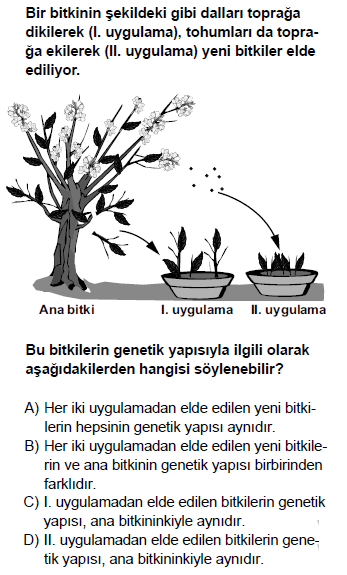 Bir bitkinin şekildeki gibi dalları toprağa
dikilerek (I. uygulama), tohumları da topra-
ğa ekilerek (II. uygulama) yeni bitkiler elde
ediliyor.
Ana bitki
I. uygulama
II. uygulama
Bu bitkilerin genetik yapısıyla ilgili olarak
aşağıdakilerden hangisi söylenebilir?
A) Her iki uygulamadan elde edilen yeni bitki-
lerin hepsinin genetik yapısı aynıdır.
B) Her iki uygulamadan elde edilen yeni bitkile-
rin ve ana bitkinin genetik yapısı birbirinden
farklıdır.
C) I. uygulamadan elde edilen bitkilerin genetik
yapısı, ana bitkininkiyle aynıdır.
D) II. uygulamadan elde edilen bitkilerin gene-
tik yapısı, ana bitkininkiyle aynıdır.